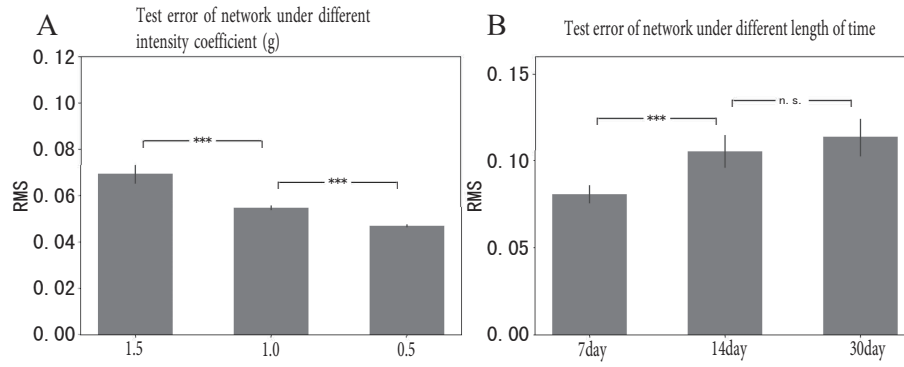 A
Test error of network under different
intensity coefficient (g)
0.12
0.10
0.08
0.06
0.04
0.02
0.00
RMS
***
***
1.5 1.0 0.5
B
Test error of network under different length of time
0.15
0.10
0.05
0.00
RMS
***
n. s.
7day 14day 30day